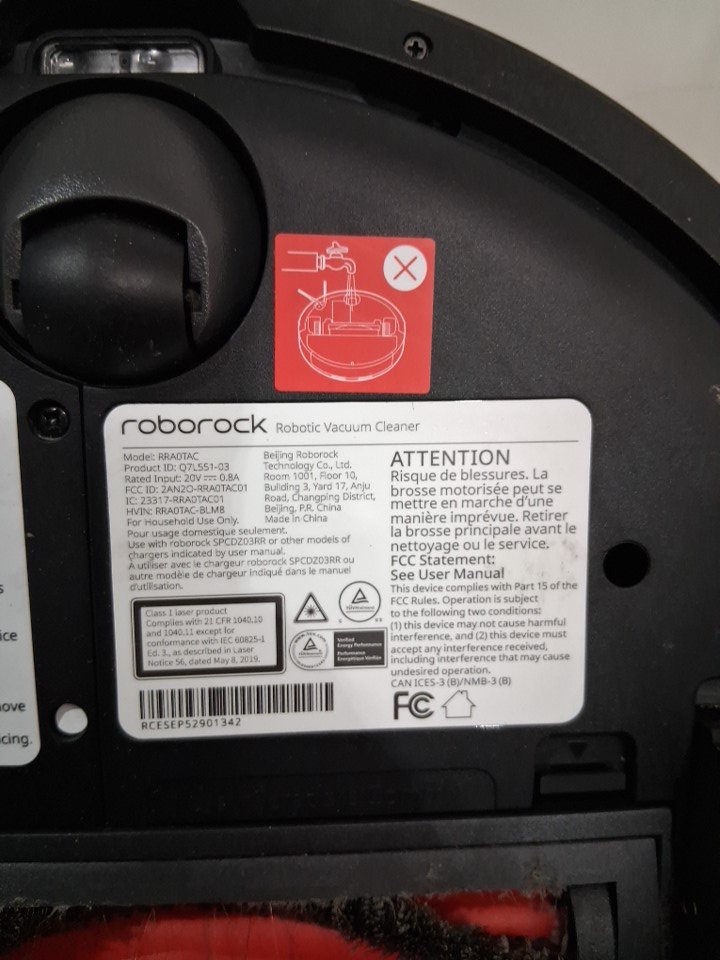 roborock Robotic Vacuum Cleaner
Model: RRA0TAC
Product ID: Q7L551-03
Rated Input: 20V⎓0.8A
FCC ID: 2AN2O-RRA0TAC01
IC: 23317-RRA0TAC01
HVIN: RRA0TAC-BLM8
For Household Use Only.
Pour usage domestique seulement.
Use with roborock SPCDZ03RR or other models of
chargers indicated by user manual.
A utiliser avec le chargeur roborock SPCDZ03RR ou
autre modèle de chargeur indiqué dans le manuel
d'utilisation.
Beijing Roborock
Technology Co., Ltd.
Room 1001, Floor 10,
Building 3, Yard 17, Anju
Road, Changping District,
Beijing, P.R. China
Made in China
Class 1 laser product
Complies with 21 CFR 1040.10
and 1040.11 except for
conformance with IEC 60825-1
Ed. 3., as described in Laser
Notice 56, dated May 8, 2019.
Verified
Energy Performance
Performance
Énergétique Vérifiée
RCESEP52901342
ATTENTION
Risque de blessures. La
brosse motorisée peut se
mettre en marche d'une
manière imprévue. Retirer
la brosse principale avant le
nettoyage ou le service.
FCC Statement:
See User Manual
This device complies with Part 15 of the
FCC Rules. Operation is subject
to the following two conditions:
(1) this device may not cause harmful
interference, and (2) this device must
accept any interference received,
including interference that may cause
undesired operation.
CAN ICES-3 (B)/NMB-3 (B)
FC